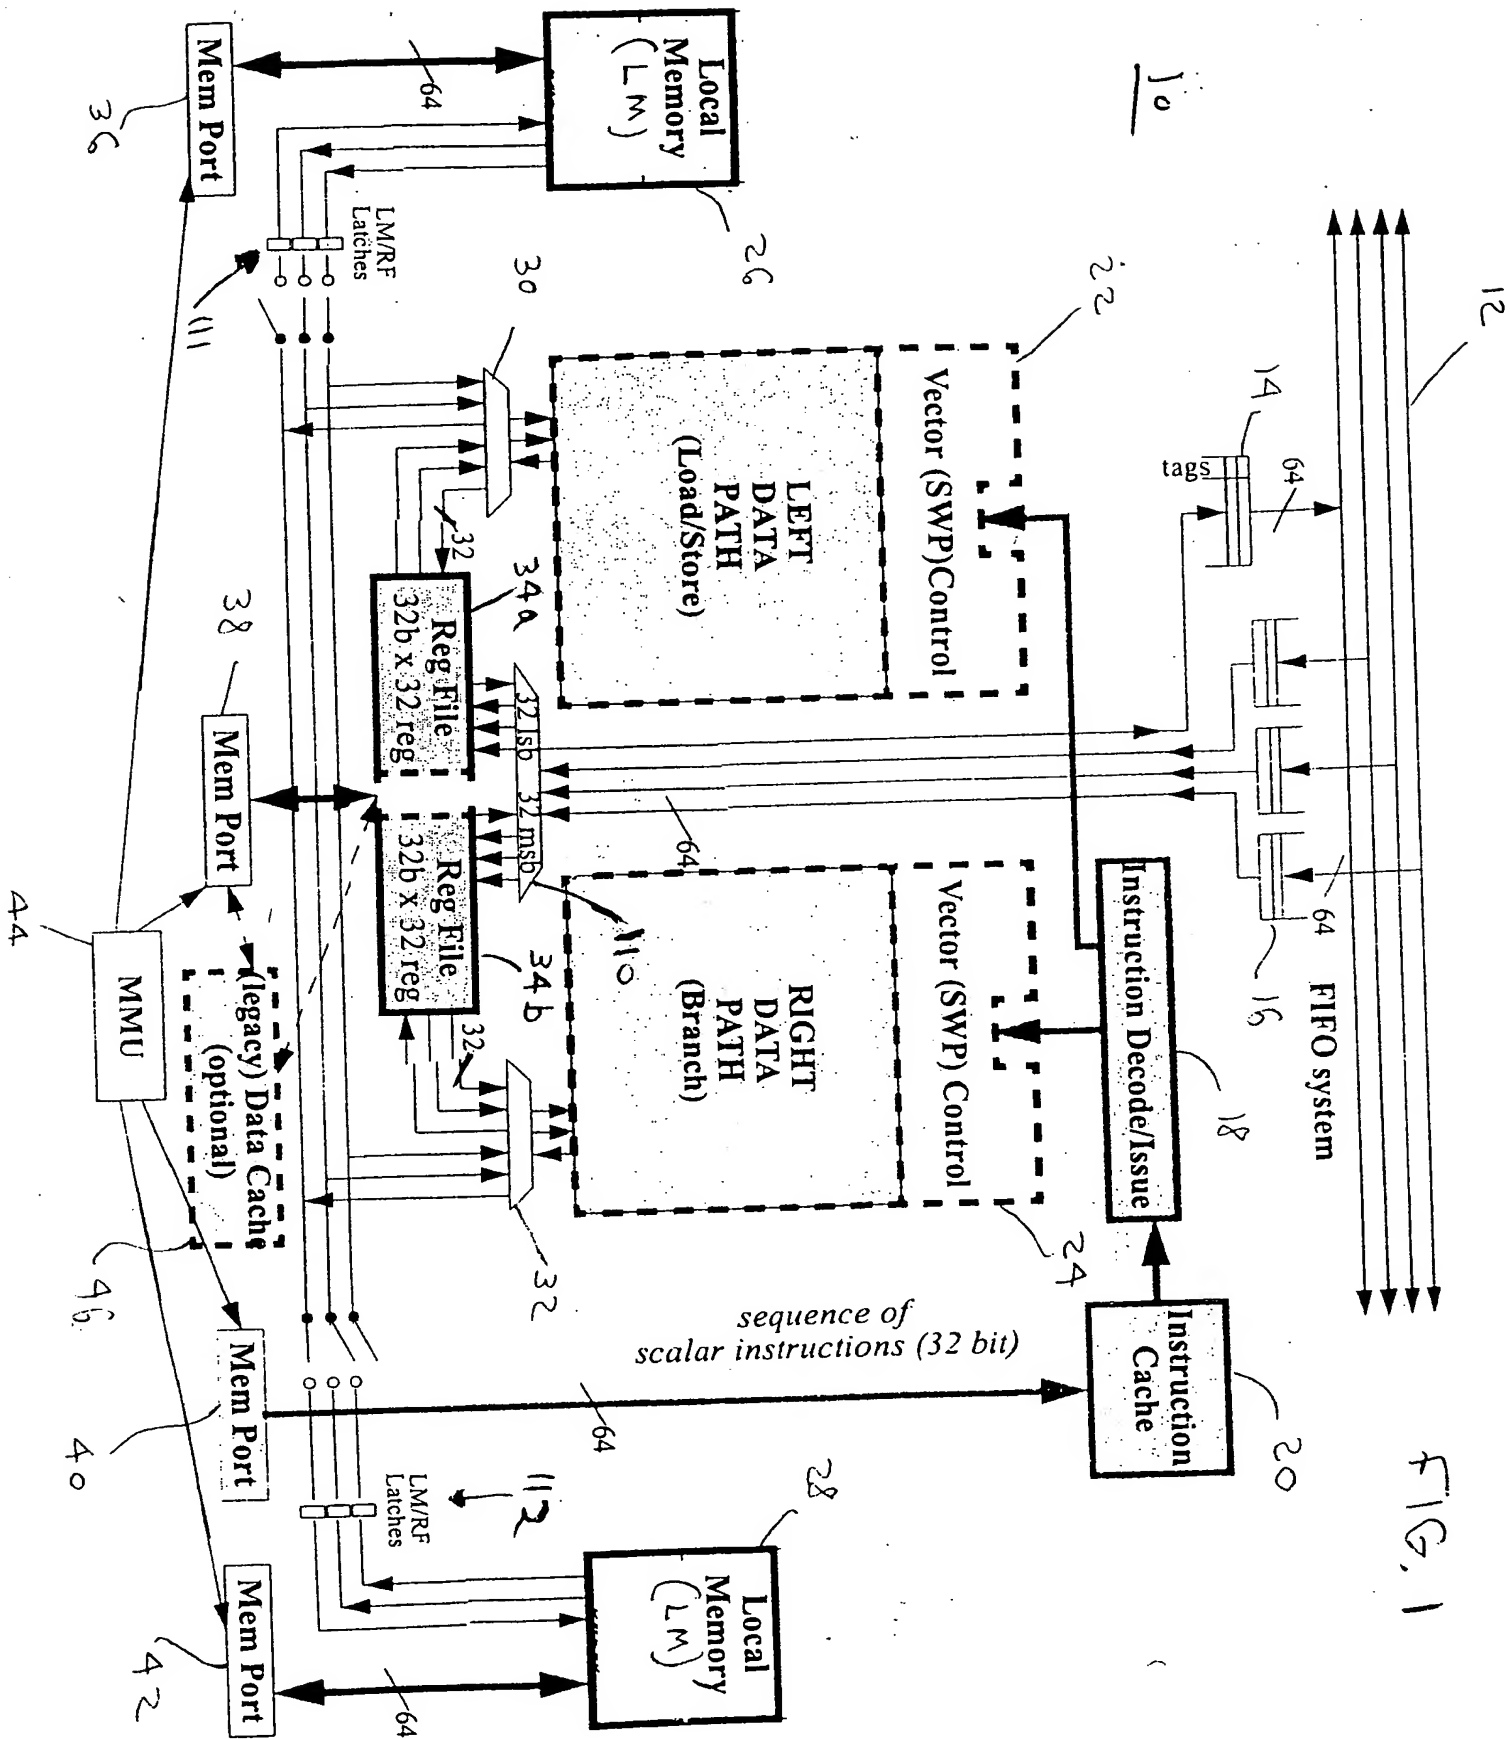 FIG. 1
10
12
14
tags
64
64
16
FIFO system
Instruction Decode/Issue
18
Instruction
Cache
20
22
Vector (SWP)Control
LEFT
DATA
PATH
(Load/Store)
24
Vector (SWP) Control
RIGHT
DATA
PATH
(Branch)
sequence of
scalar instructions (32 bit)
64
64
Local
Memory
(LM)
26
64
Local
Memory
(LM)
28
64
30
32
34a
Reg File
32b x 32 reg
32 lsb
32 msb
110
34b
Reg File
32b x 32 reg
32
32
LM/RF
Latches
111
LM/RF
Latches
112
Mem Port
36
Mem Port
38
Mem Port
40
Mem Port
42
MMU
44
(legacy) Data Cache
(optional)
46